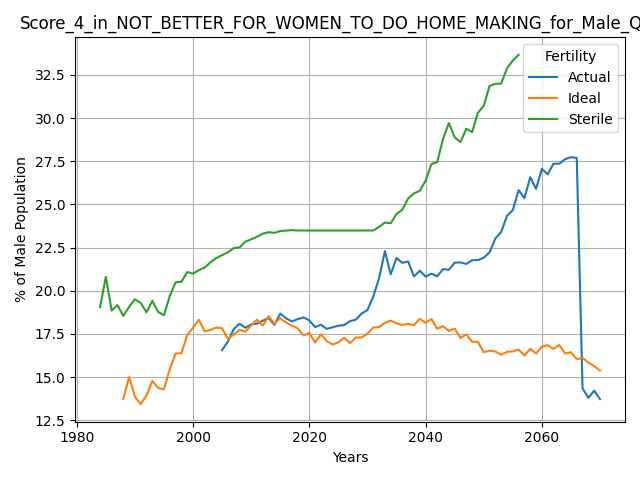 Score_4_in_NOT_BETTER_FOR_WOMEN_TO_DO_HOME_MAKING_for_Male_Q
Fertility
Actual
Ideal
Sterile
% of Male Population
32.5
30.0
27.5
25.0
22.5
20.0
17.5
15.0
12.5
1980 2000 2020 2040 2060
Years